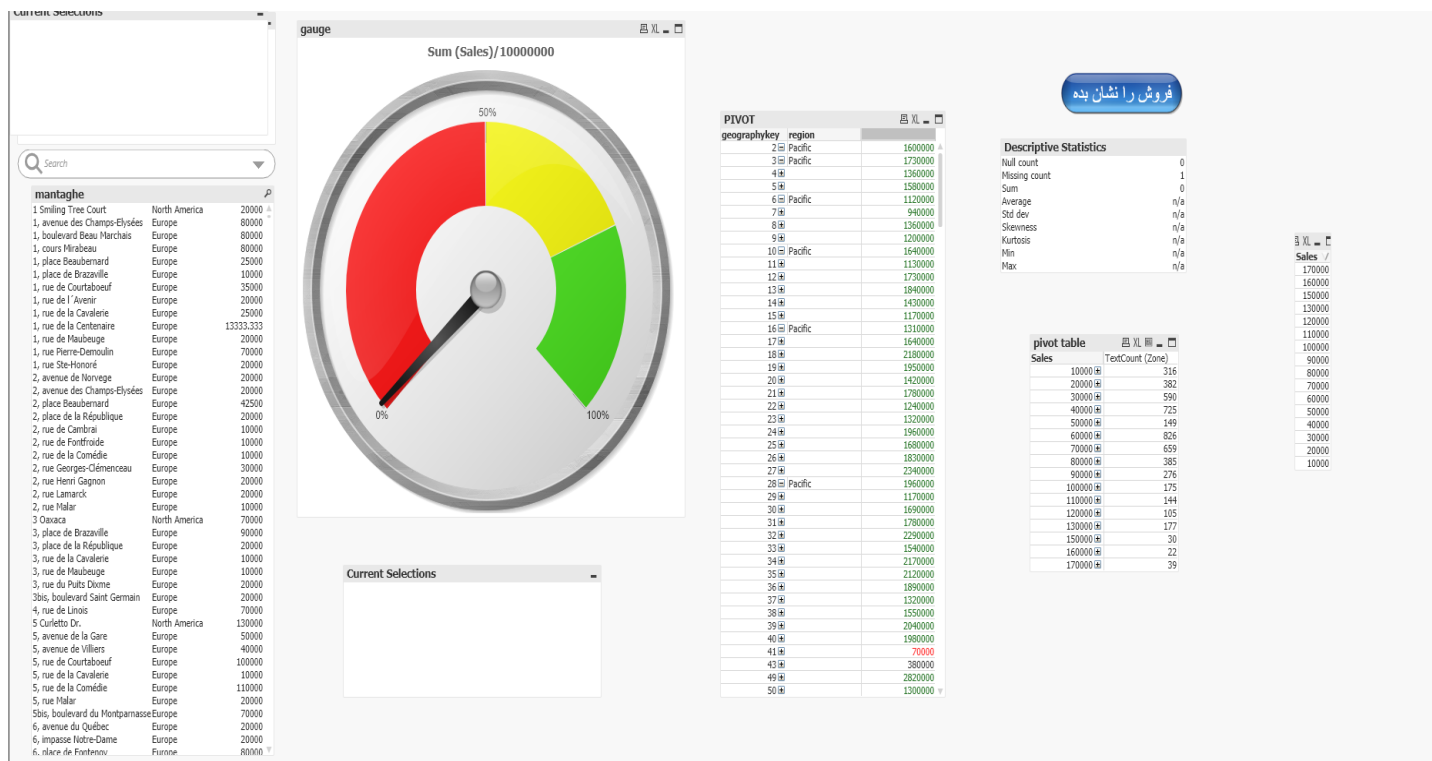 Current Selections
Search
mantaghe
1 Smiling Tree Court North America 20000
1, avenue des Champs-Elysées Europe 80000
1, boulevard Beau Marchais Europe 80000
1, cours Mirabeau Europe 80000
1, place Beaubernard Europe 25000
1, place de Brazaville Europe 10000
1, rue de Courtaboeuf Europe 35000
1, rue de l´Avenir Europe 20000
1, rue de la Cavalerie Europe 25000
1, rue de la Centenaire Europe 13333.333
1, rue de Maubeuge Europe 20000
1, rue Pierre-Demoulin Europe 70000
1, rue Ste-Honoré Europe 20000
2, avenue de Norvege Europe 20000
2, avenue des Champs-Elysées Europe 20000
2, place Beaubernard Europe 42500
2, place de la République Europe 20000
2, rue de Cambrai Europe 10000
2, rue de Fontfroide Europe 10000
2, rue de la Comédie Europe 10000
2, rue Georges-Clémenceau Europe 30000
2, rue Henri Gagnon Europe 20000
2, rue Lamarck Europe 20000
2, rue Malar Europe 10000
3 Oaxaca North America 70000
3, place de Brazaville Europe 90000
3, place de la République Europe 20000
3, rue de la Cavalerie Europe 10000
3, rue de Maubeuge Europe 10000
3, rue du Puits Dixme Europe 20000
3bis, boulevard Saint Germain Europe 20000
4, rue de Linois Europe 70000
5 Curletto Dr. North America 130000
5, avenue de la Gare Europe 50000
5, avenue de Villiers Europe 40000
5, rue de Courtaboeuf Europe 100000
5, rue de la Cavalerie Europe 10000
5, rue de la Comédie Europe 110000
5, rue Malar Europe 20000
5bis, boulevard du Montparnasse Europe 70000
6, avenue du Québec Europe 20000
6, impasse Notre-Dame Europe 20000
6, place de Fontenoy Europe 80000
gauge XL
Sum (Sales)/10000000
50%
0% 100%
Current Selections
PIVOT XL
geographykey region
2 Pacific 1600000
3 Pacific 1730000
4 1360000
5 1580000
6 Pacific 1120000
7 940000
8 1360000
9 1200000
10 Pacific 1640000
11 1130000
12 1730000
13 1840000
14 1430000
15 1170000
16 Pacific 1310000
17 1640000
18 2180000
19 1950000
20 1420000
21 1780000
22 1240000
23 1320000
24 1960000
25 1680000
26 1830000
27 2340000
28 Pacific 1960000
29 1170000
30 1690000
31 1780000
32 2290000
33 1540000
34 2170000
35 2120000
36 1890000
37 1320000
38 1550000
39 2040000
40 1980000
41 70000
43 380000
49 2820000
50 1300000
فروش را نشان بده
Descriptive Statistics
Null count 0
Missing count 1
Sum 0
Average n/a
Std dev n/a
Skewness n/a
Kurtosis n/a
Min n/a
Max n/a
pivot table XL
Sales TextCount (Zone)
10000 316
20000 382
30000 590
40000 725
50000 149
60000 826
70000 659
80000 385
90000 276
100000 175
110000 144
120000 105
130000 177
150000 30
160000 22
170000 39
XL
Sales
170000
160000
150000
130000
120000
110000
100000
90000
80000
70000
60000
50000
40000
30000
20000
10000